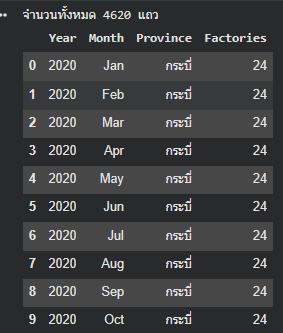 จำนวนทั้งหมด 4620 แถว
Year Month Province Factories
0 2020 Jan กระบี่ 24
1 2020 Feb กระบี่ 24
2 2020 Mar กระบี่ 24
3 2020 Apr กระบี่ 24
4 2020 May กระบี่ 24
5 2020 Jun กระบี่ 24
6 2020 Jul กระบี่ 24
7 2020 Aug กระบี่ 24
8 2020 Sep กระบี่ 24
9 2020 Oct กระบี่ 24